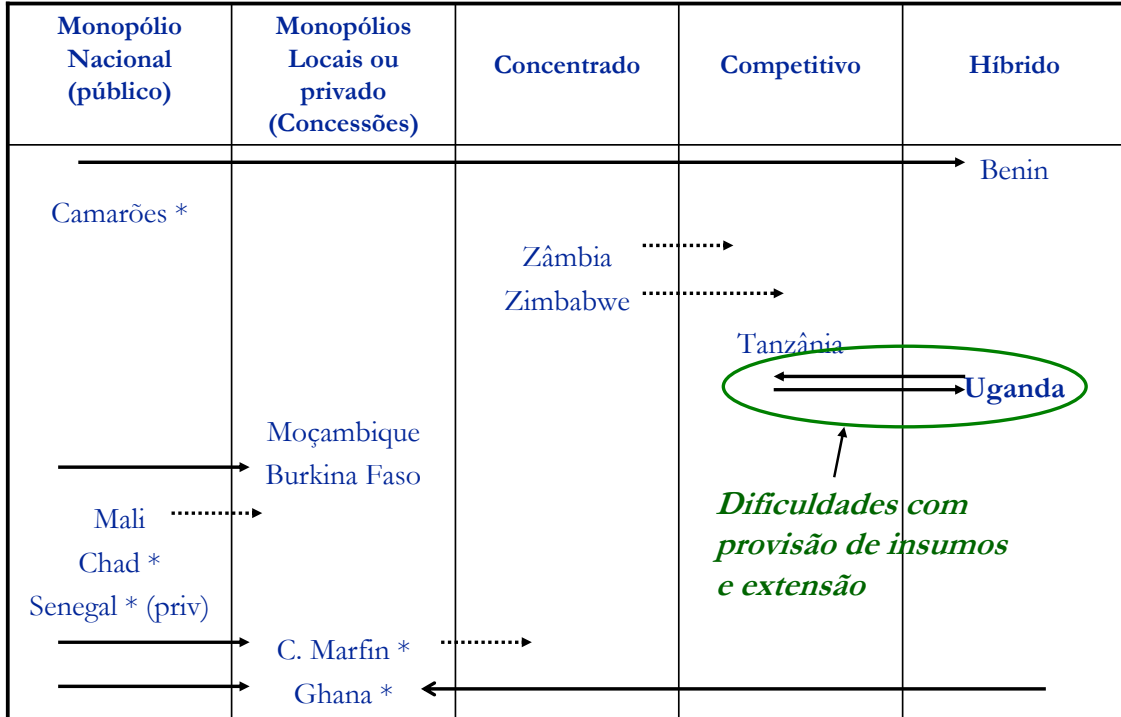 Monopólio
Nacional
(público)
Monopólios
Locais ou
privado
(Concessões)
Concentrado
Competitivo
Híbrido
Benin
Camarões *
Zâmbia
Zimbabwe
Tanzânia
Uganda
Moçambique
Burkina Faso
Mali
Chad *
Senegal * (priv)
Dificuldades com
provisão de insumos
e extensão
C. Marfin *
Ghana *